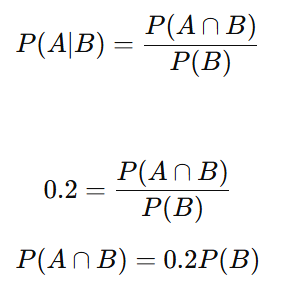 P(A|B) = P(A ∩ B) / P(B)
0.2 = P(A ∩ B) / P(B)
P(A ∩ B) = 0.2P(B)